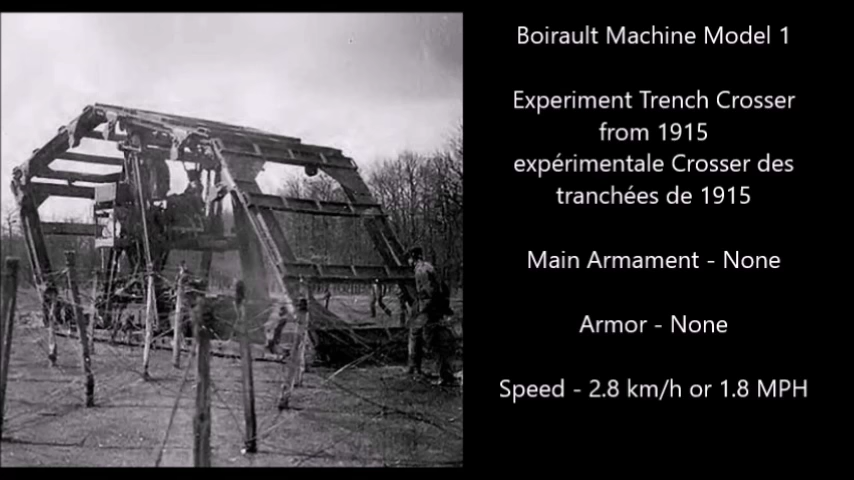 Boirault Machine Model 1
Experiment Trench Crosser
from 1915
expérimentale Crosser des
tranchées de 1915
Main Armament - None
Armor - None
Speed - 2.8 km/h or 1.8 MPH